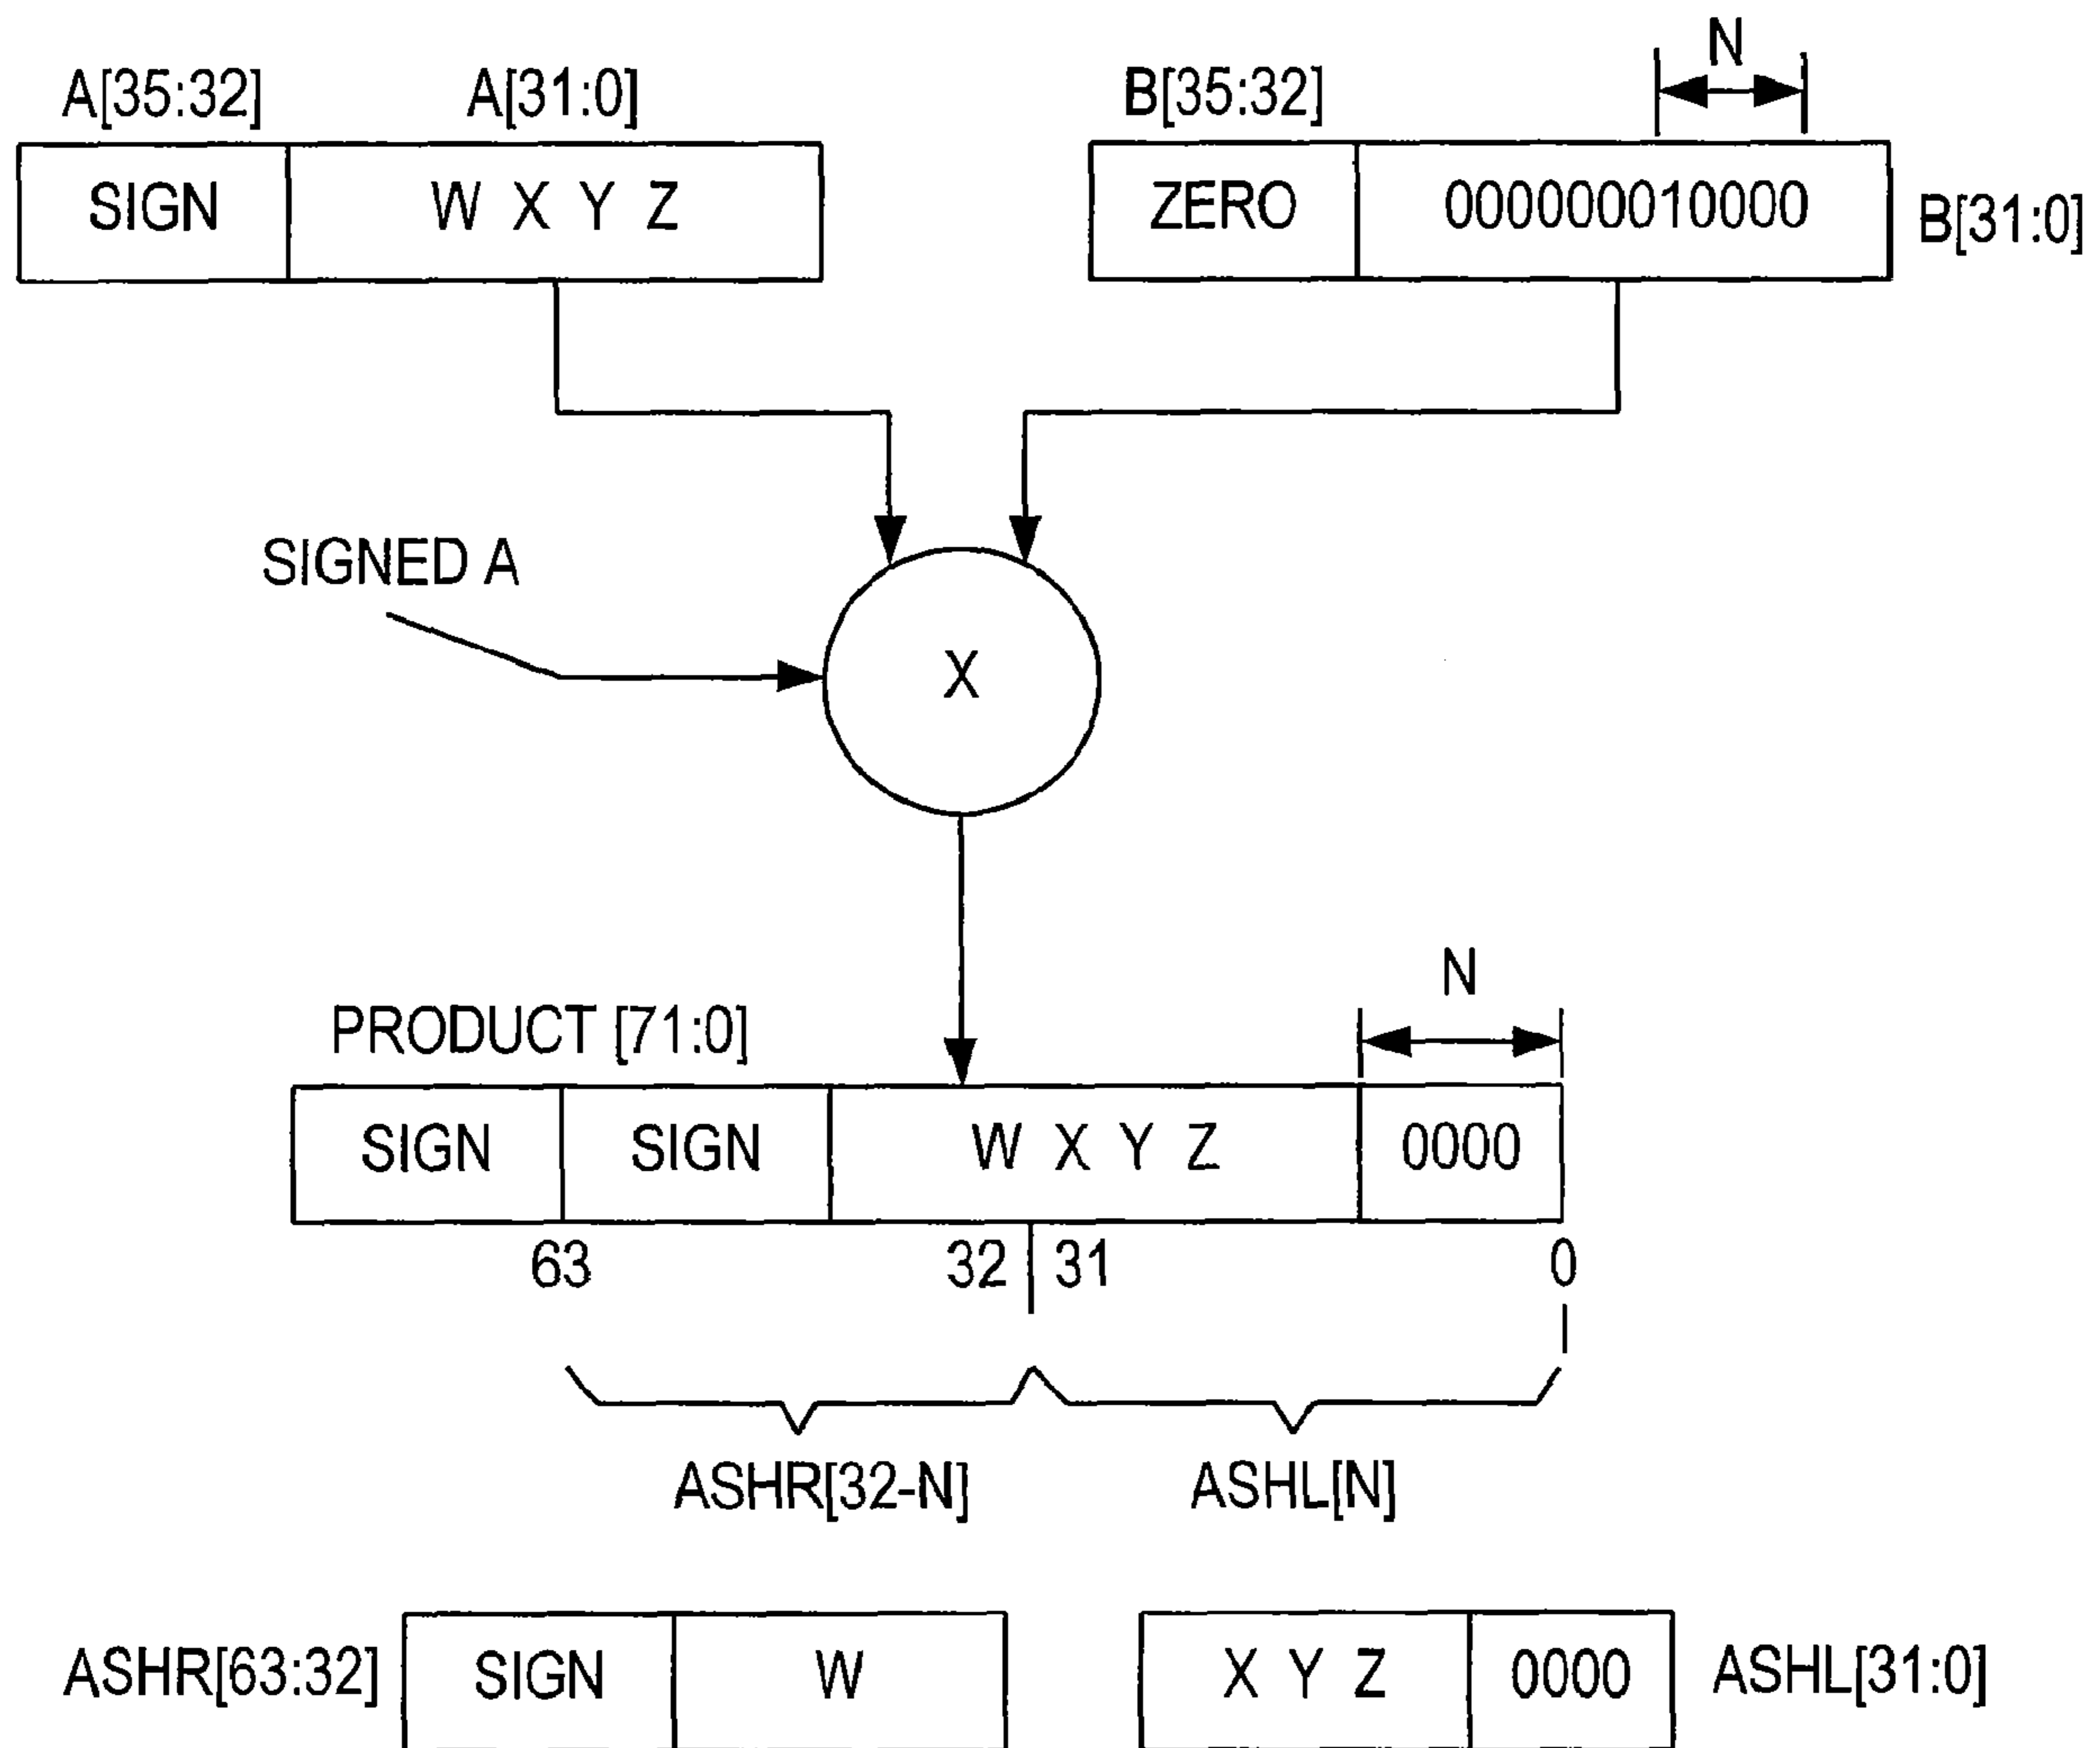 N
A[35:32] A[31:0] B[35:32]
SIGN W X Y Z ZERO 000000010000 B[31:0]
SIGNED A
X
N
PRODUCT [71:0]
SIGN SIGN W X Y Z 0000
63 32 31 0
ASHR[32-N] ASHL[N]
ASHR[63:32] SIGN W X Y Z 0000 ASHL[31:0]